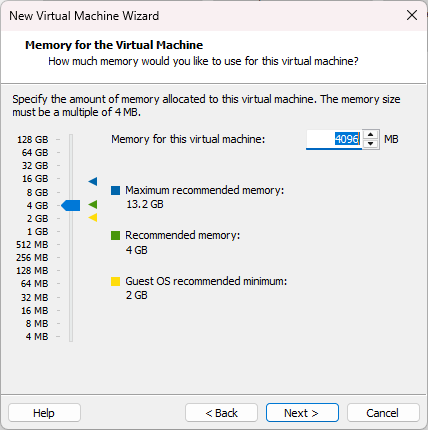 New Virtual Machine Wizard
Memory for the Virtual Machine
How much memory would you like to use for this virtual machine?
Specify the amount of memory allocated to this virtual machine. The memory size
must be a multiple of 4 MB.
128 GB
64 GB
32 GB
16 GB
8 GB
4 GB
2 GB
1 GB
512 MB
256 MB
128 MB
64 MB
32 MB
16 MB
8 MB
4 MB
Memory for this virtual machine: 4096 MB
Maximum recommended memory:
13.2 GB
Recommended memory:
4 GB
Guest OS recommended minimum:
2 GB
Help < Back Next > Cancel